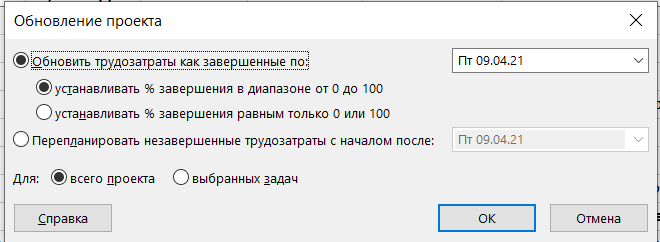 Обновление проекта
Обновить трудозатраты как завершенные по: Пт 09.04.21
устанавливать % завершения в диапазоне от 0 до 100
устанавливать % завершения равным только 0 или 100
Перепланировать незавершенные трудозатраты с началом после: Пт 09.04.21
Для: всего проекта выбранных задач
Справка ОК Отмена